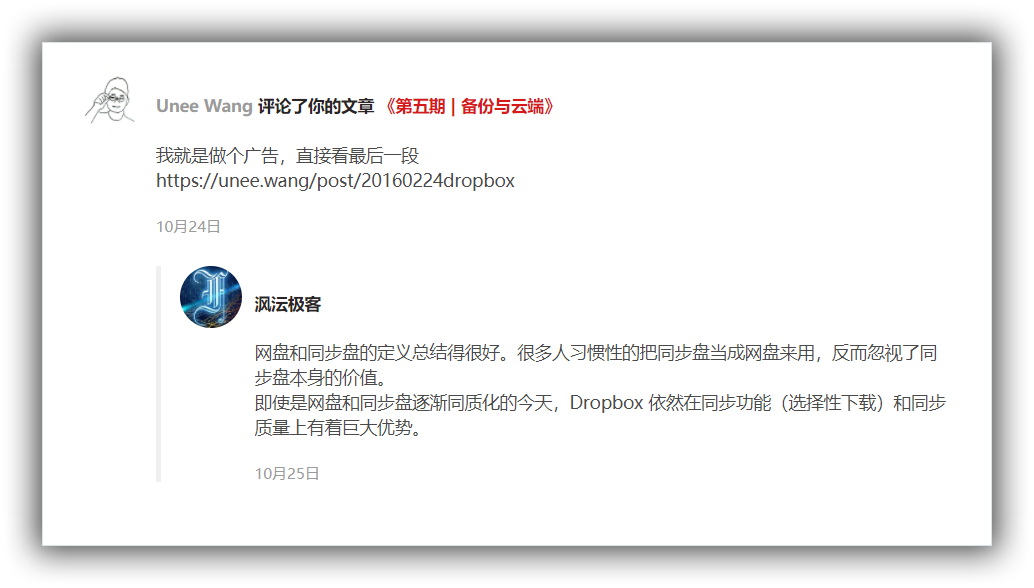 Unee Wang 评论了你的文章 《第五期 | 备份与云端》
我就是做个广告，直接看最后一段
https://unee.wang/post/20160224dropbox
10月24日
沨沄极客
网盘和同步盘的定义总结得很好。很多人习惯性的把同步盘当成网盘来用，反而忽视了同
步盘本身的价值。
即使是网盘和同步盘逐渐同质化的今天，Dropbox 依然在同步功能（选择性下载）和同步
质量上有着巨大优势。
10月25日